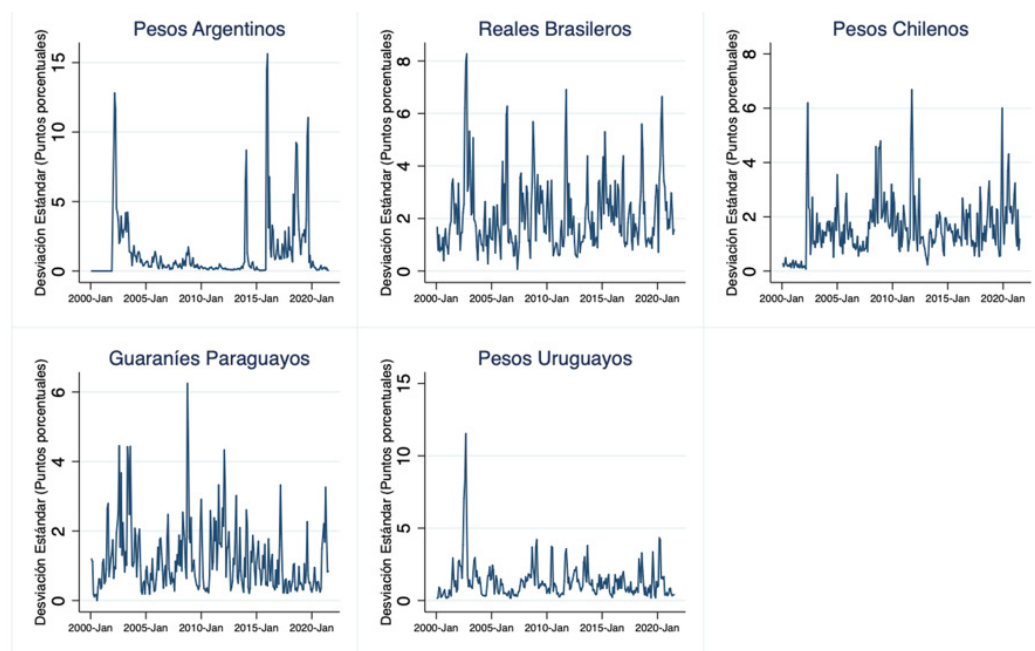 Pesos Argentinos
Desviación Estándar (Puntos porcentuales)
15
10
5
0
2000-Jan 2005-Jan 2010-Jan 2015-Jan 2020-Jan
Reales Brasileros
Desviación Estándar (Puntos porcentuales)
8
6
4
2
0
2000-Jan 2005-Jan 2010-Jan 2015-Jan 2020-Jan
Pesos Chilenos
Desviación Estándar (Puntos porcentuales)
8
6
4
2
0
2000-Jan 2005-Jan 2010-Jan 2015-Jan 2020-Jan
Guaraníes Paraguayos
Desviación Estándar (Puntos porcentuales)
6
4
2
0
2000-Jan 2005-Jan 2010-Jan 2015-Jan 2020-Jan
Pesos Uruguayos
Desviación Estándar (Puntos porcentuales)
15
10
5
0
2000-Jan 2005-Jan 2010-Jan 2015-Jan 2020-Jan